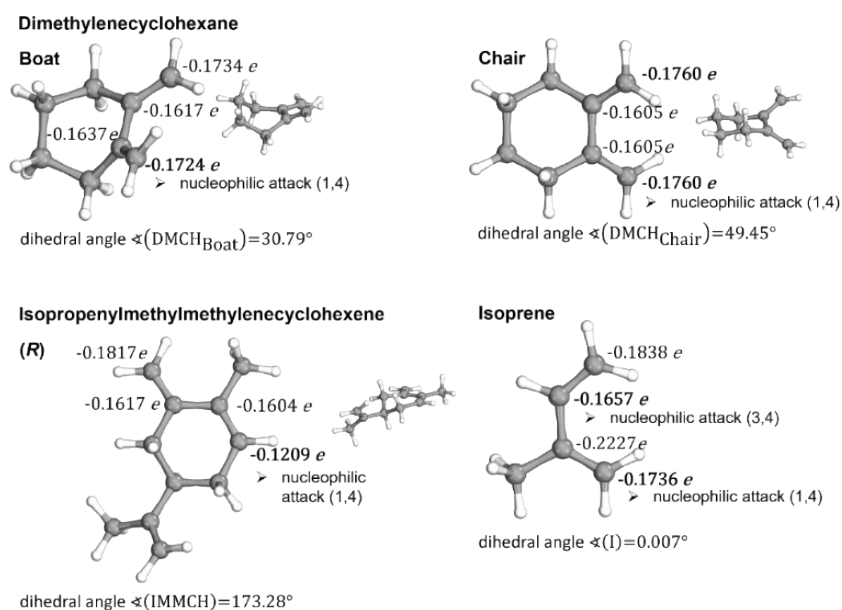 Dimethylenecyclohexane
Boat
-0.1734 e
-0.1617 e
-0.1637 e
-0.1724 e
➢ nucleophilic attack (1,4)
dihedral angle ∢(DMCH_Boat)=30.79°
Chair
-0.1760 e
-0.1605 e
-0.1605 e
-0.1760 e
➢ nucleophilic attack (1,4)
dihedral angle ∢(DMCH_Chair)=49.45°
Isopropenylmethylmethylenecyclohexene
(R)
-0.1817 e
-0.1617 e
-0.1604 e
-0.1209 e
➢ nucleophilic
attack (1,4)
dihedral angle ∢(IMMCH)=173.28°
Isoprene
-0.1838 e
-0.1657 e
➢ nucleophilic attack (3,4)
-0.2227 e
-0.1736 e
➢ nucleophilic attack (1,4)
dihedral angle ∢(I)=0.007°